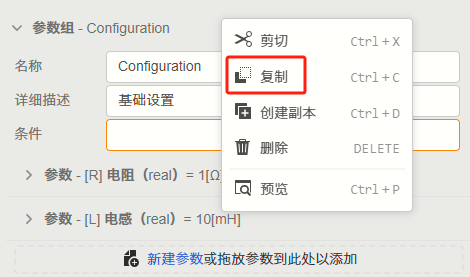 参数组 - Configuration
名称 Configuration
详细描述 基础设置
条件
参数 - [R] 电阻（real）= 1[Ω]
参数 - [L] 电感（real）= 10[mH]
新建参数或拖放参数到此处以添加
剪切 Ctrl+X
复制 Ctrl+C
创建副本 Ctrl+D
删除 DELETE
预览 Ctrl+P